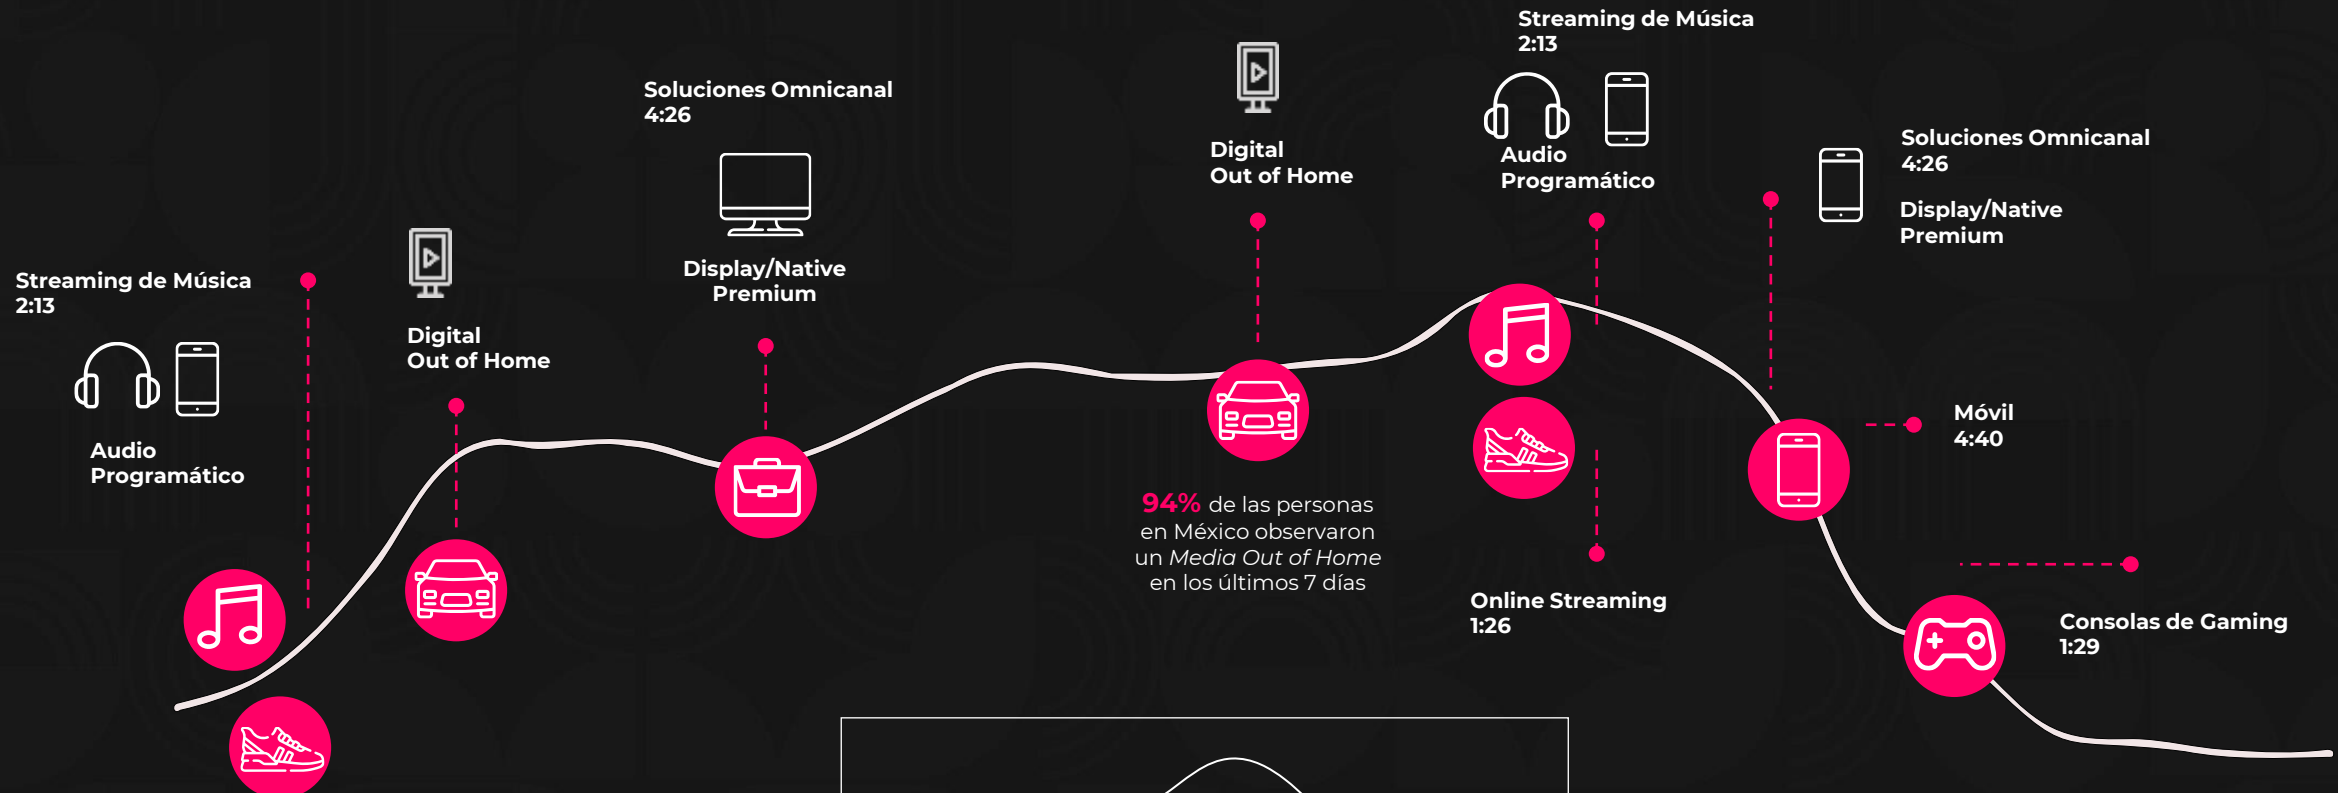 Streaming de Música
2:13
Audio
Programático
Digital
Out of Home
Soluciones Omnicanal
4:26
Display/Native
Premium
Digital
Out of Home
94% de las personas
en México observaron
un Media Out of Home
en los últimos 7 días
Streaming de Música
2:13
Audio
Programático
Online Streaming
1:26
Soluciones Omnicanal
4:26
Display/Native
Premium
Móvil
4:40
Consolas de Gaming
1:29